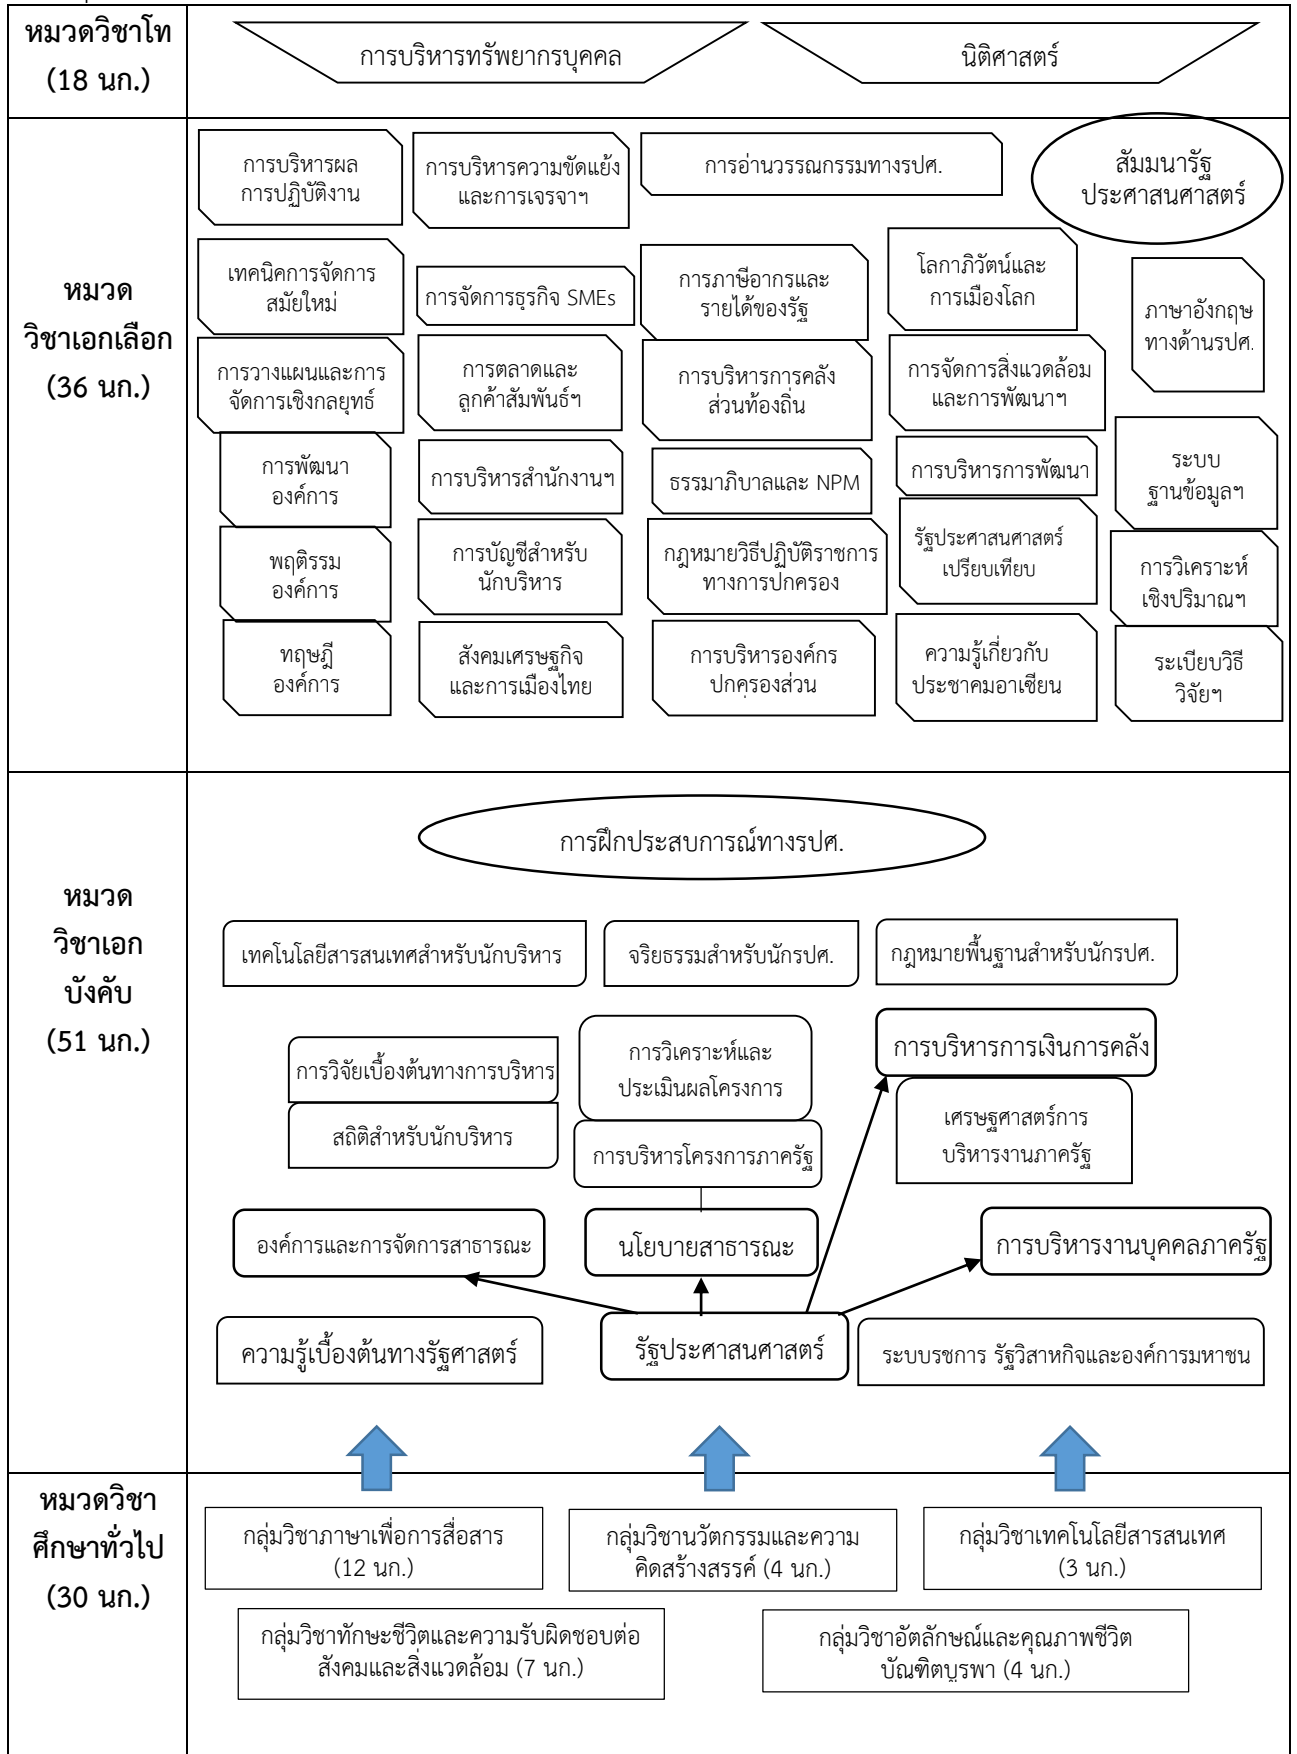 หมวดวิชาโท
(18 นก.)
การบริหารทรัพยากรบุคคล
นิติศาสตร์
หมวด
วิชาเอกเลือก
(36 นก.)
การบริหารผล
การปฏิบัติงาน
การบริหารความขัดแย้ง
และการเจรจาฯ
การอ่านวรรณกรรมทางรปศ.
สัมมนารัฐ
ประศาสนศาสตร์
เทคนิคการจัดการ
สมัยใหม่
การจัดการธุรกิจ SMEs
การภาษีอากรและ
รายได้ของรัฐ
โลกาภิวัตน์และ
การเมืองโลก
ภาษาอังกฤษ
ทางด้านรปศ.
การวางแผนและการ
จัดการเชิงกลยุทธ์
การตลาดและ
ลูกค้าสัมพันธ์ฯ
การบริหารการคลัง
ส่วนท้องถิ่น
การจัดการสิ่งแวดล้อม
และการพัฒนาฯ
การพัฒนา
องค์การ
การบริหารสำนักงานฯ
ธรรมาภิบาลและ NPM
การบริหารการพัฒนา
ระบบ
ฐานข้อมูลฯ
พฤติรรม
องค์การ
การบัญชีสำหรับ
นักบริหาร
กฎหมายวิธีปฏิบัติราชการ
ทางการปกครอง
รัฐประศาสนศาสตร์
เปรียบเทียบ
การวิเคราะห์
เชิงปริมาณฯ
ทฤษฎี
องค์การ
สังคมเศรษฐกิจ
และการเมืองไทย
การบริหารองค์กร
ปกครองส่วน
ความรู้เกี่ยวกับ
ประชาคมอาเซียน
ระเบียบวิธี
วิจัยฯ
หมวด
วิชาเอก
บังคับ
(51 นก.)
การฝึกประสบการณ์ทางรปศ.
เทคโนโลยีสารสนเทศสำหรับนักบริหาร
จริยธรรมสำหรับนักรปศ.
กฎหมายพื้นฐานสำหรับนักรปศ.
การวิจัยเบื้องต้นทางการบริหาร
การวิเคราะห์และ
ประเมินผลโครงการ
การบริหารการเงินการคลัง
สถิติสำหรับนักบริหาร
การบริหารโครงการภาครัฐ
เศรษฐศาสตร์การ
บริหารงานภาครัฐ
องค์การและการจัดการสาธารณะ
นโยบายสาธารณะ
การบริหารงานบุคคลภาครัฐ
ความรู้เบื้องต้นทางรัฐศาสตร์
รัฐประศาสนศาสตร์
ระบบรชการ รัฐวิสาหกิจและองค์การมหาชน
หมวดวิชา
ศึกษาทั่วไป
(30 นก.)
กลุ่มวิชาภาษาเพื่อการสื่อสาร
(12 นก.)
กลุ่มวิชานวัตกรรมและความ
คิดสร้างสรรค์ (4 นก.)
กลุ่มวิชาเทคโนโลยีสารสนเทศ
(3 นก.)
กลุ่มวิชาทักษะชีวิตและความรับผิดชอบต่อ
สังคมและสิ่งแวดล้อม (7 นก.)
กลุ่มวิชาอัตลักษณ์และคุณภาพชีวิต
บัณฑิตบูรพา (4 นก.)